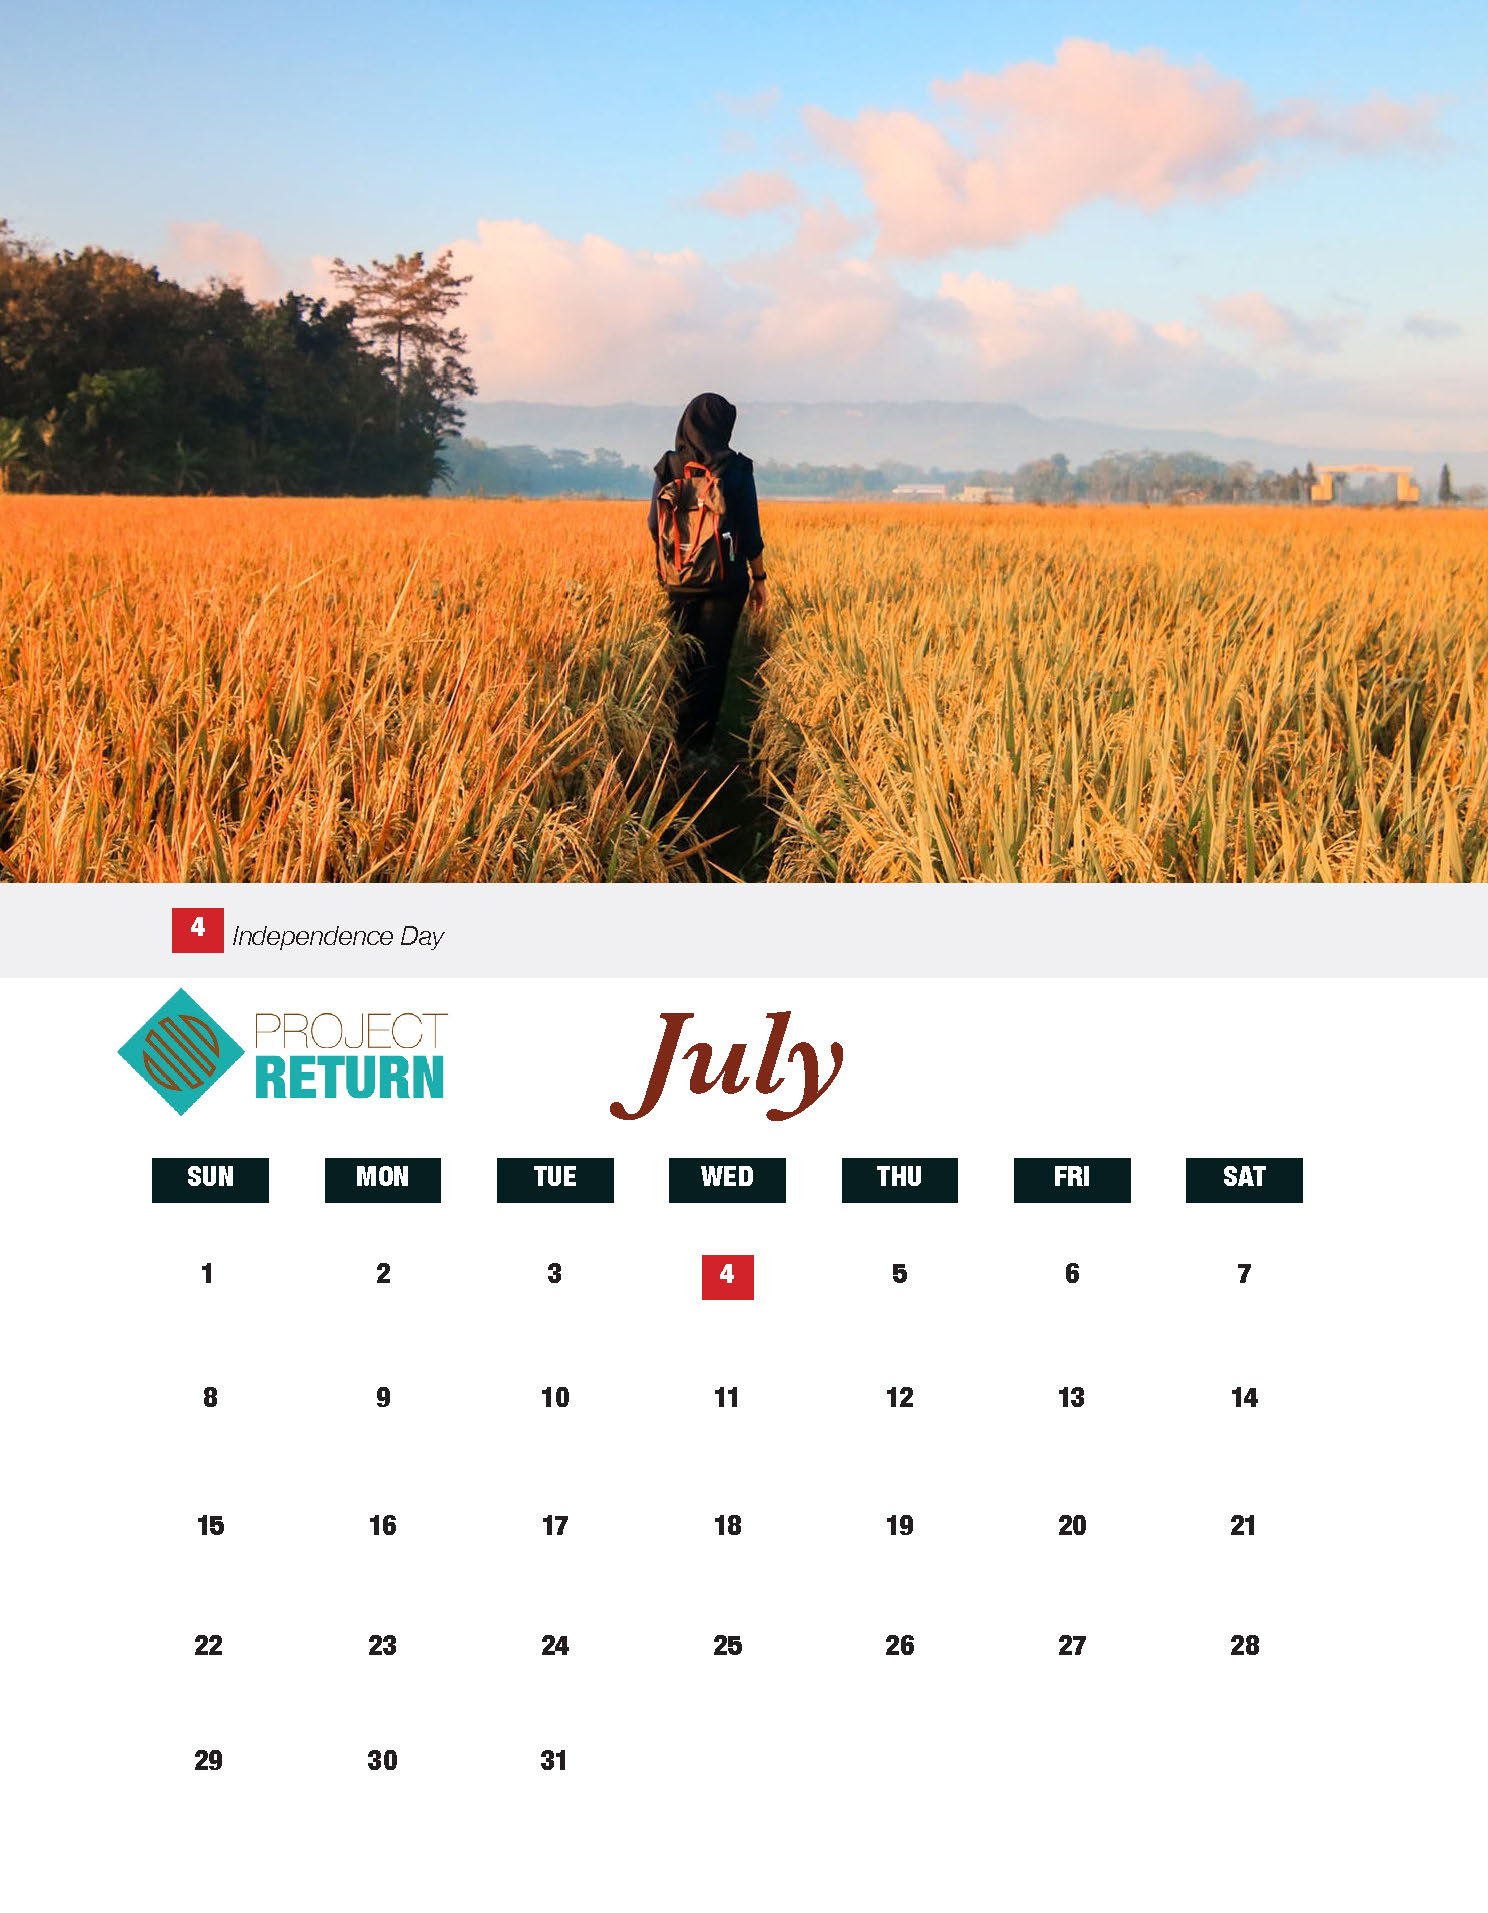 4 Independence Day
PROJECT
RETURN
July
SUN MON TUE WED THU FRI SAT
1 2 3 4 5 6 7
8 9 10 11 12 13 14
15 16 17 18 19 20 21
22 23 24 25 26 27 28
29 30 31